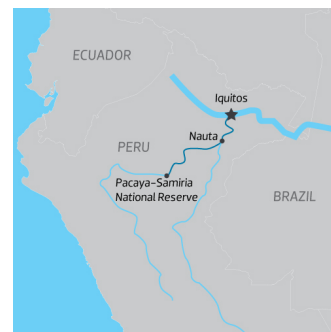 ECUADOR
Iquitos
Nauta
PERU
Pacaya-Samiria
National Reserve
BRAZIL